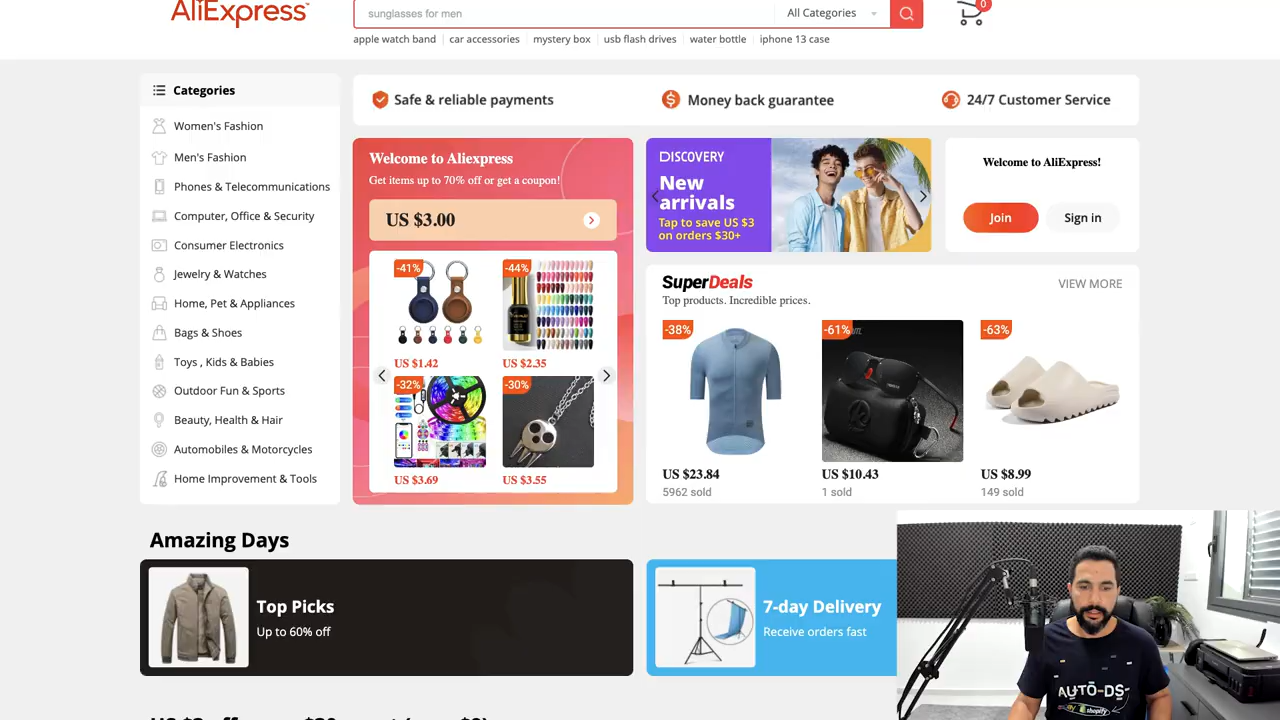 AliExpress
sunglasses for men
All Categories
0
apple watch band
car accessories
mystery box
usb flash drives
water bottle
iphone 13 case
Categories
Women's Fashion
Men's Fashion
Phones & Telecommunications
Computer, Office & Security
Consumer Electronics
Jewelry & Watches
Home, Pet & Appliances
Bags & Shoes
Toys , Kids & Babies
Outdoor Fun & Sports
Beauty, Health & Hair
Automobiles & Motorcycles
Home Improvement & Tools
Safe & reliable payments
Money back guarantee
24/7 Customer Service
Welcome to Aliexpress
Get items up to 70% off or get a coupon!
US $3.00
-41%
US $1.42
-44%
US $2.35
-32%
US $3.69
-30%
US $3.55
DISCOVERY
New
arrivals
Tap to save US $3
on orders $30+
Welcome to AliExpress!
Join
Sign in
SuperDeals
VIEW MORE
Top products. Incredible prices.
-38%
US $23.84
5962 sold
-61%
US $10.43
1 sold
-63%
US $8.99
149 sold
Amazing Days
Top Picks
Up to 60% off
7-day Delivery
Receive orders fast
AUTO-DS
shopify